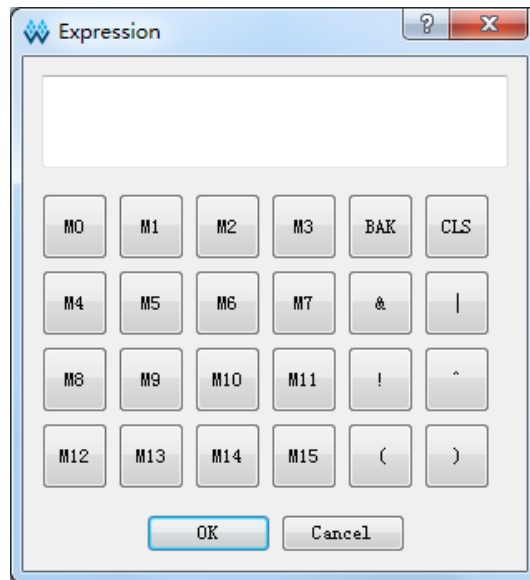 Expression
? X
M0 M1 M2 M3 BAK CLS
M4 M5 M6 M7 & |
M8 M9 M10 M11 ! ^
M12 M13 M14 M15 ( )
OK Cancel